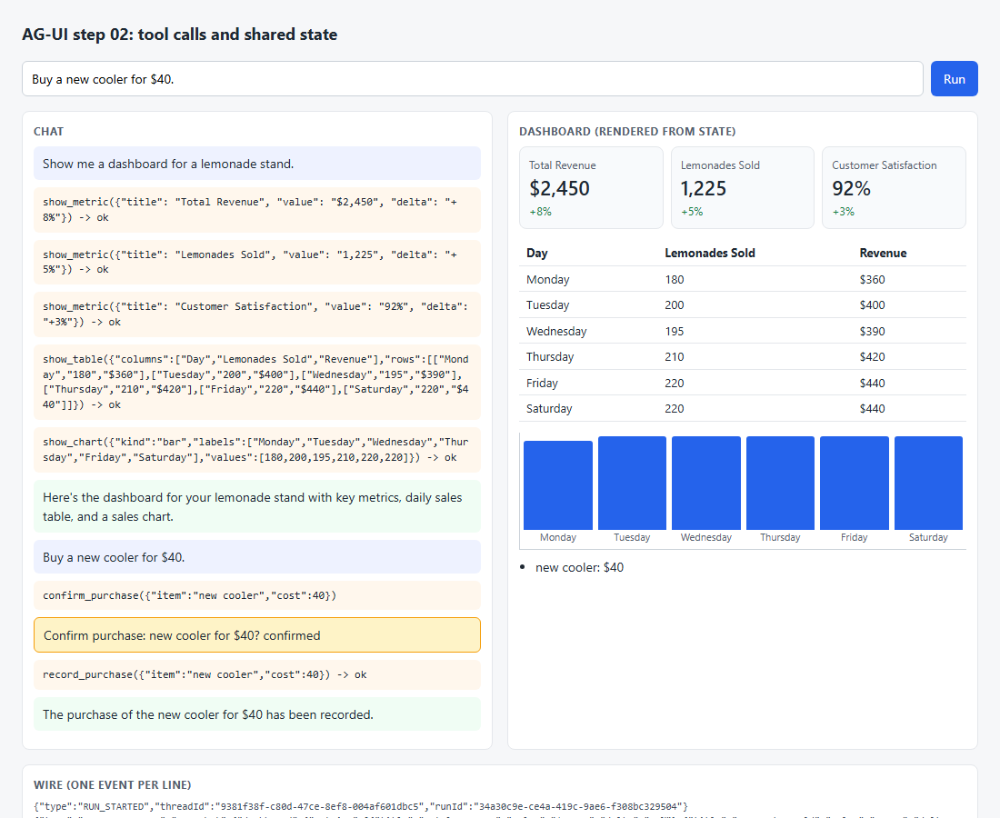 AG-UI step 02: tool calls and shared state
Buy a new cooler for $40.
Run
CHAT
Show me a dashboard for a lemonade stand.
show_metric({"title": "Total Revenue", "value": "$2,450", "delta": "+
8%"}) -> ok
show_metric({"title": "Lemonades Sold", "value": "1,225", "delta": "+
5%"}) -> ok
show_metric({"title": "Customer Satisfaction", "value": "92%", "delta":
"+3%"}) -> ok
show_table({"columns":["Day","Lemonades Sold","Revenue"],"rows":[["Mond
ay","180","$360"],["Tuesday","200","$400"],["Wednesday","195","$390"],
["Thursday","210","$420"],["Friday","220","$440"],["Saturday","220","$4
40"]]}) -> ok
show_chart({"kind":"bar","labels":["Monday","Tuesday","Wednesday","Thur
sday","Friday","Saturday"],"values":[180,200,195,210,220,220]}) -> ok
Here's the dashboard for your lemonade stand with key metrics, daily sales
table, and a sales chart.
Buy a new cooler for $40.
confirm_purchase({"item":"new cooler","cost":40})
Confirm purchase: new cooler for $40? confirmed
record_purchase({"item":"new cooler","cost":40}) -> ok
The purchase of the new cooler for $40 has been recorded.
DASHBOARD (RENDERED FROM STATE)
Total Revenue
$2,450
+8%
Lemonades Sold
1,225
+5%
Customer Satisfaction
92%
+3%
Day Lemonades Sold Revenue
Monday 180 $360
Tuesday 200 $400
Wednesday 195 $390
Thursday 210 $420
Friday 220 $440
Saturday 220 $440
Monday Tuesday Wednesday Thursday Friday Saturday
new cooler: $40
WIRE (ONE EVENT PER LINE)
{"type":"RUN_STARTED","threadId":"9381f38f-c80d-47ce-8ef8-004af601dbc5","runId":"34a30c9e-ce4a-419c-9ae6-f308bc329504"}